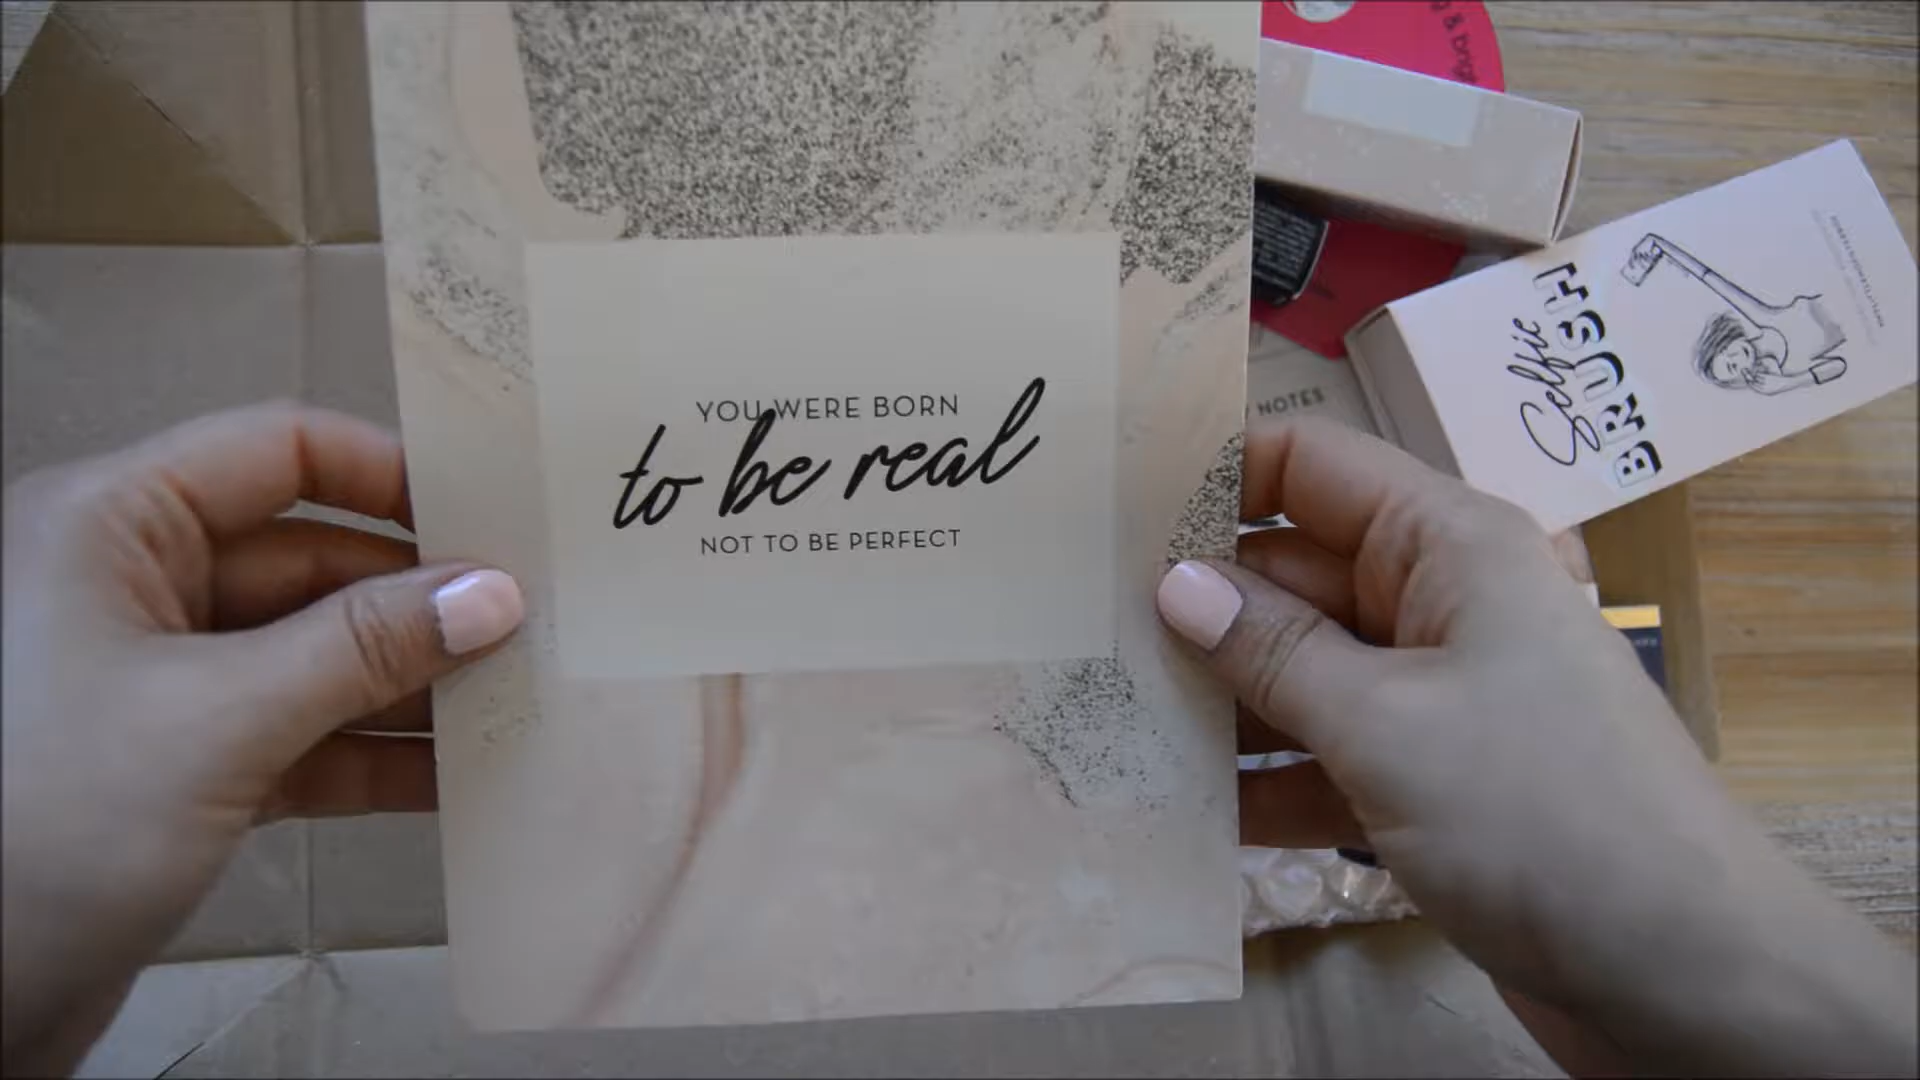 YOU WERE BORN
to be real
NOT TO BE PERFECT
NOTES
Selfie
BRUSH